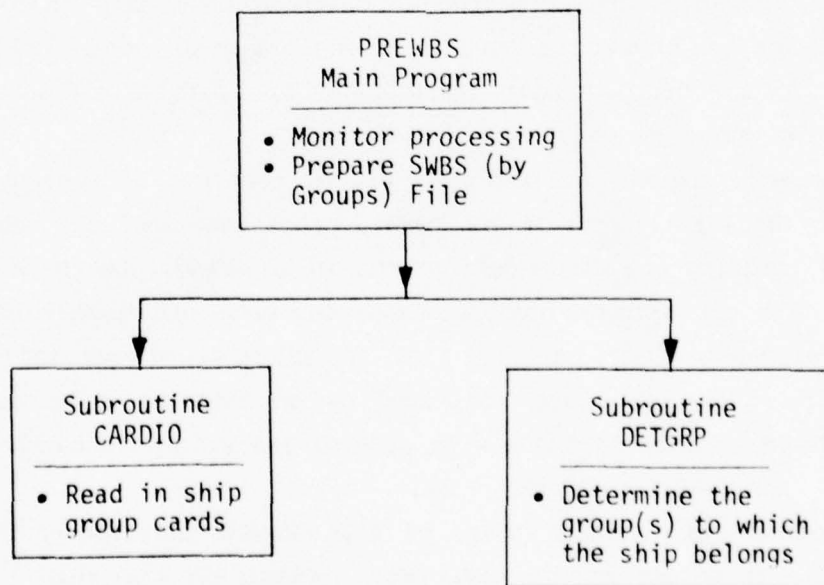 PREWBS
Main Program
• Monitor processing
• Prepare SWBS (by
Groups) File
Subroutine
CARDIO
• Read in ship
group cards
Subroutine
DETGRP
• Determine the
group(s) to which
the ship belongs